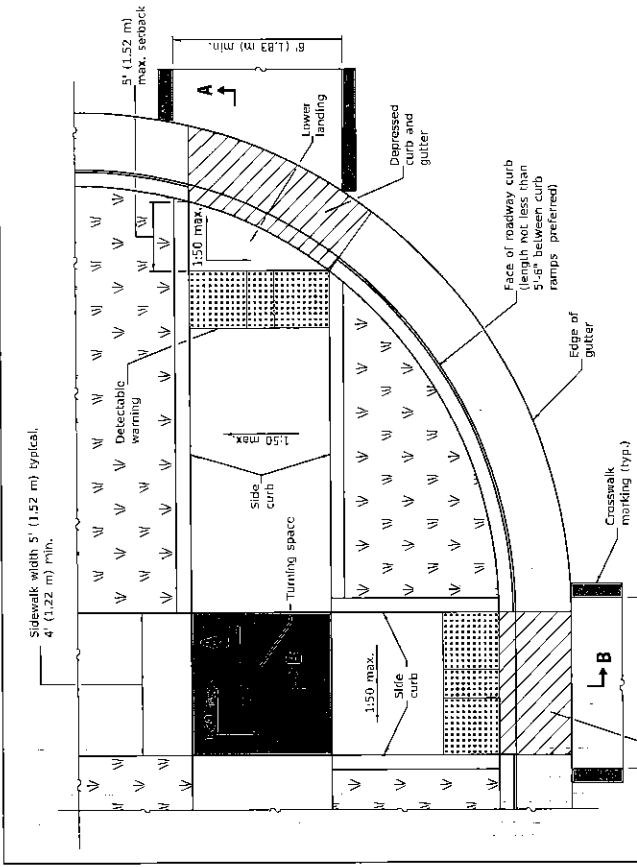 Sidewalk width 5' (1.52 m) typical,
4' (1.22 m) min.
5' (1.52 m)
max. setback
6' (1.83 m) min.
A
Lower
landing
1:50 max.
Detectable
warning
Depressed
curb and
gutter
1:50
max.
Side
curb
Face of roadway curb
(length not less than
5'-6" between curb
ramps preferred)
Turning space
Edge of
gutter
1:50 max.
Side
curb
Crosswalk
marking (typ.)
B